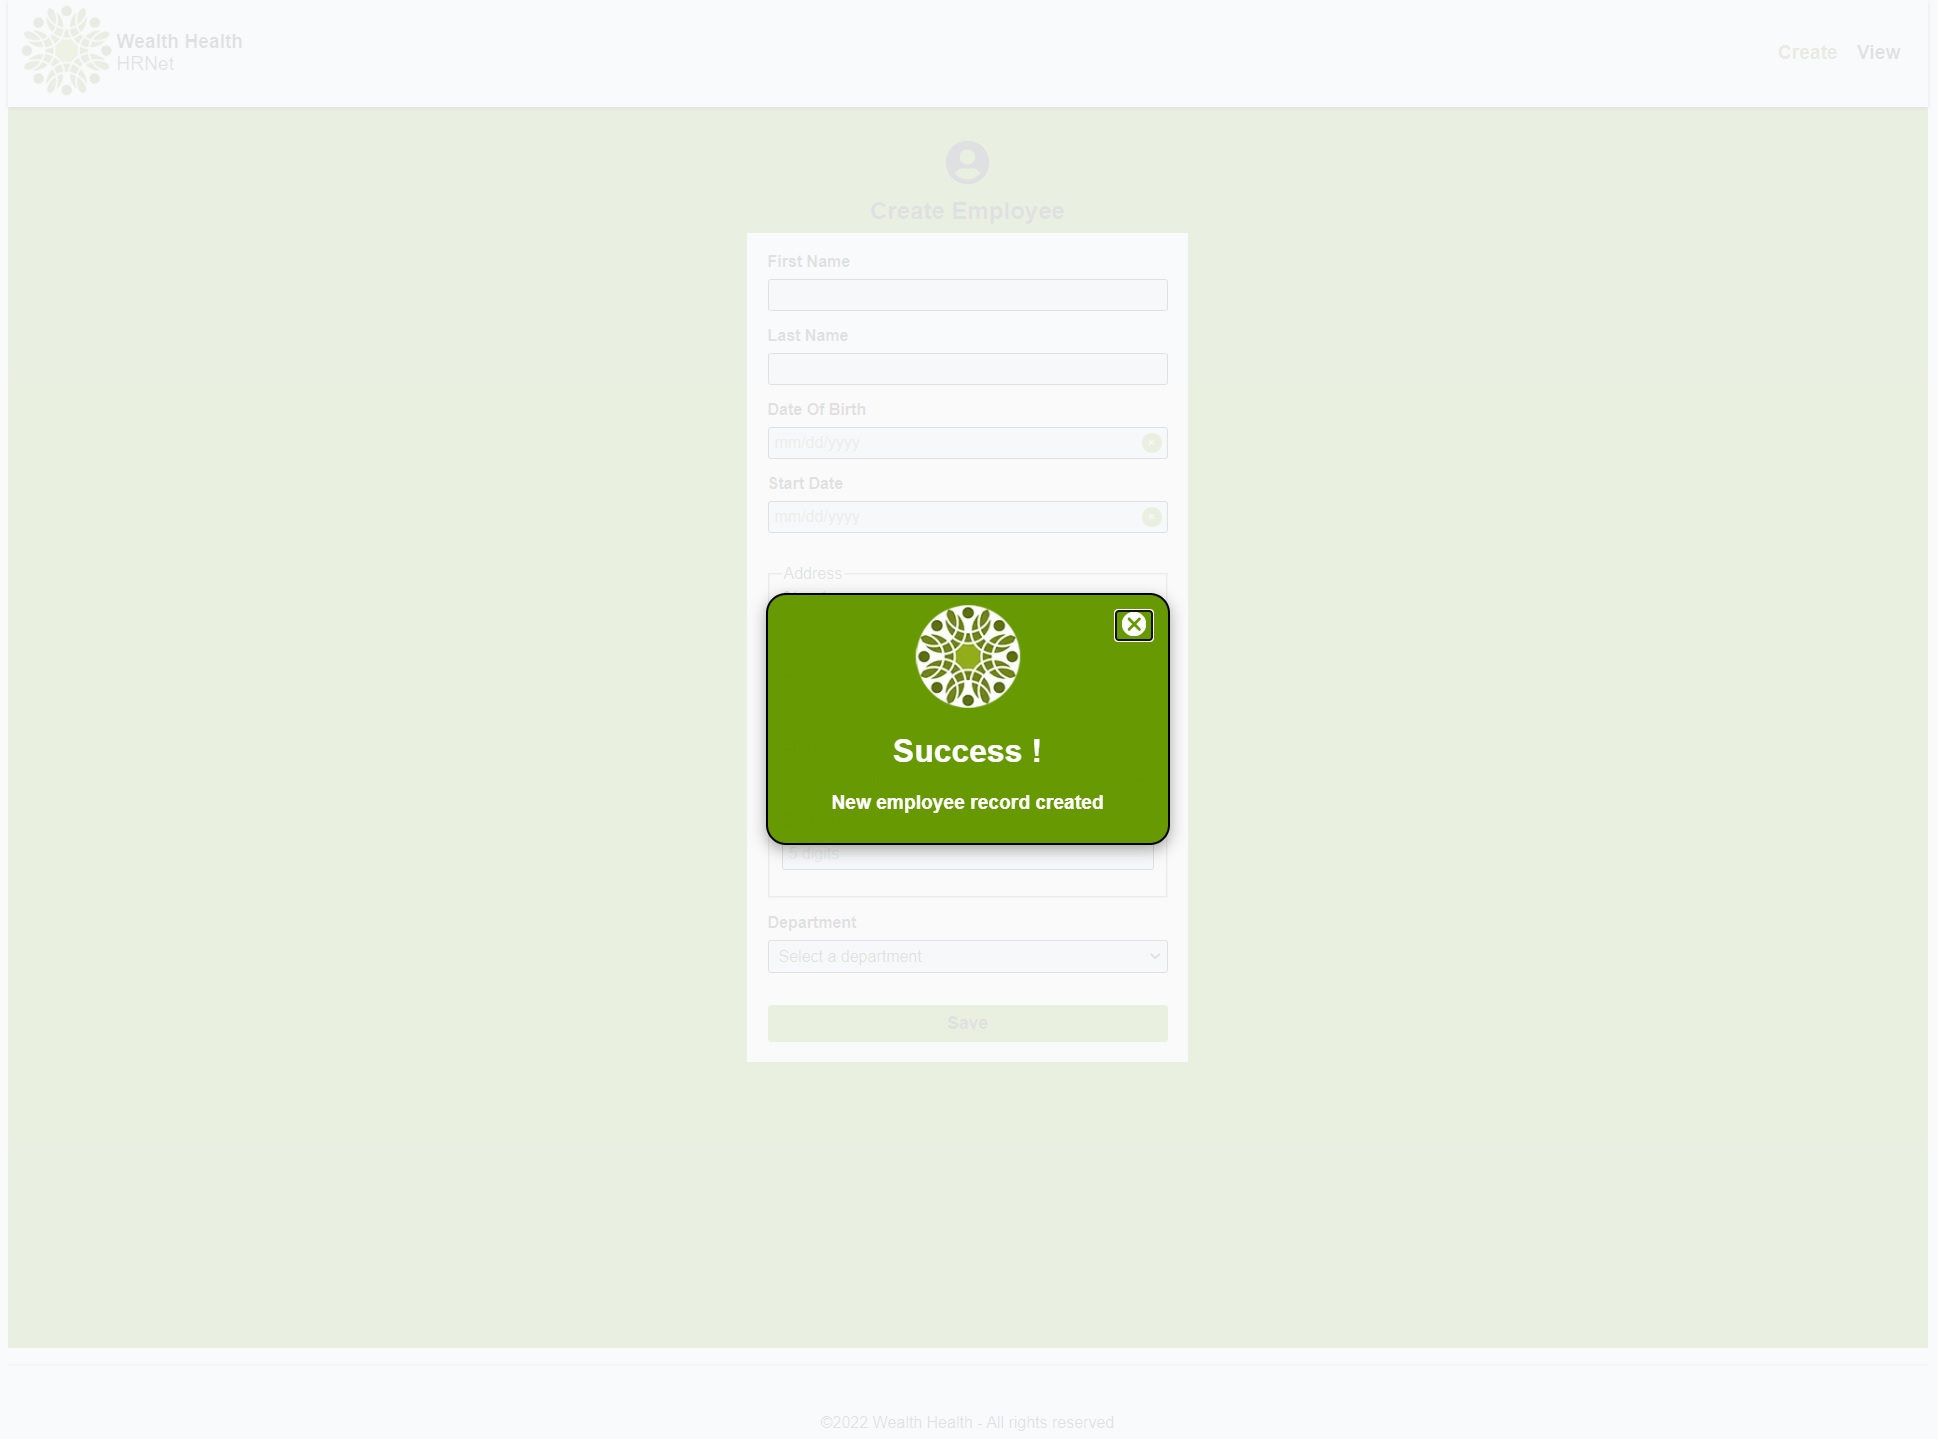 Wealth Health
HRNet
Create
View
Create Employee
First Name
Last Name
Date Of Birth
mm/dd/yyyy
Start Date
mm/dd/yyyy
Address
Success !
New employee record created
5 digits
Department
Select a department
Save
©2022 Wealth Health - All rights reserved